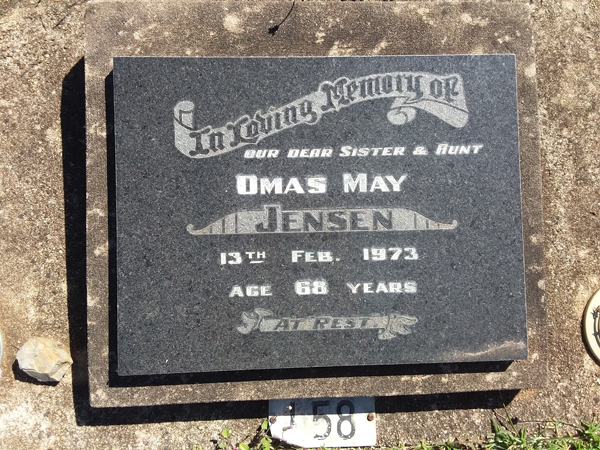 In Loving Memory of
OUR DEAR SISTER & AUNT
OMAS MAY
JENSEN
13TH FEB. 1973
AGE 68 YEARS
AT REST
158